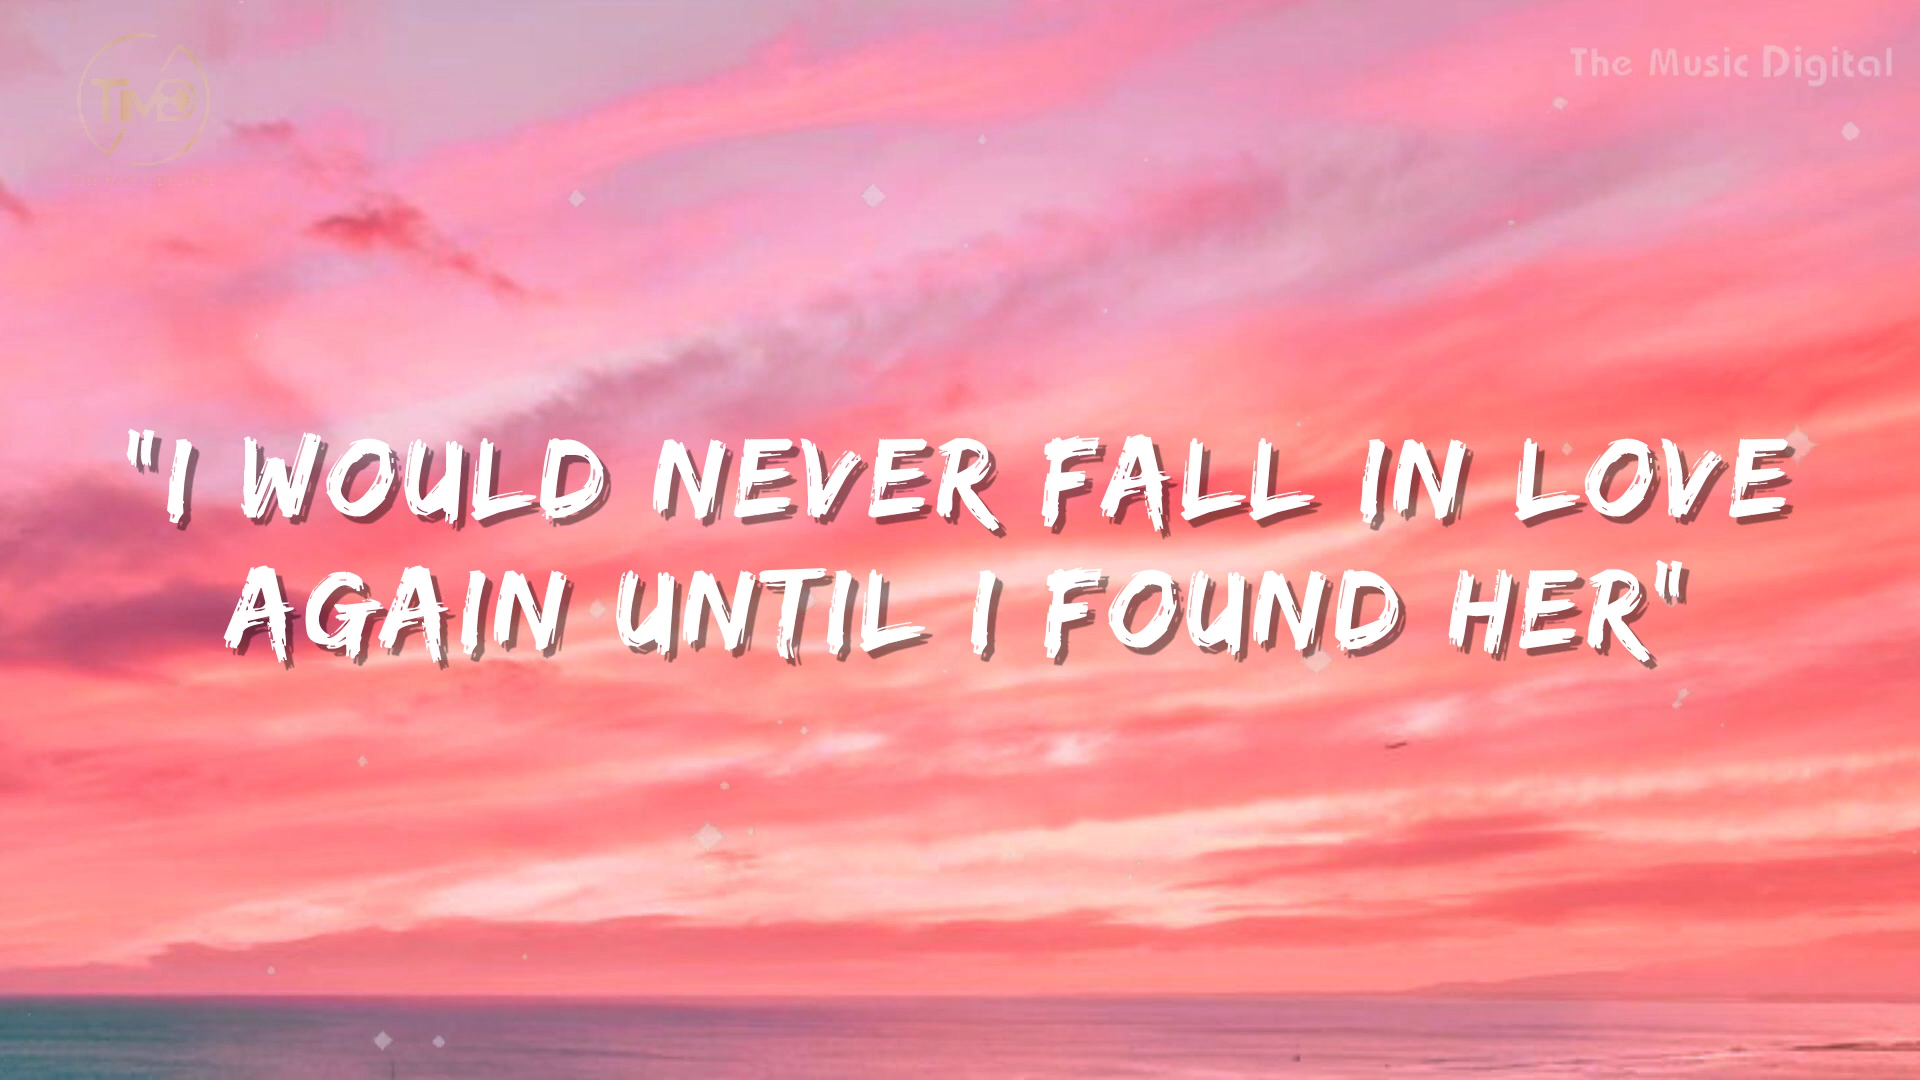 The Music Digital
"I WOULD NEVER FALL IN LOVE
AGAIN UNTIL I FOUND HER"